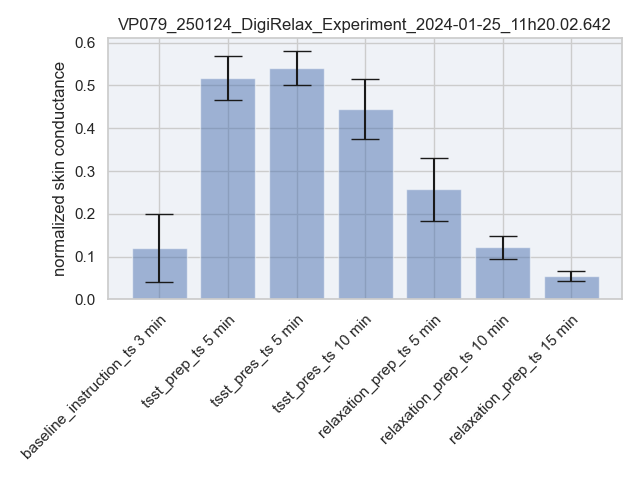 VP079_250124_DigiRelax_Experiment_2024-01-25_11h20.02.642
normalized skin conductance
0.6
0.5
0.4
0.3
0.2
0.1
0.0
baseline_instruction_ts 3 min
tsst_prep_ts 5 min
tsst_pres_ts 5 min
tsst_pres_ts 10 min
relaxation_prep_ts 5 min
relaxation_prep_ts 10 min
relaxation_prep_ts 15 min